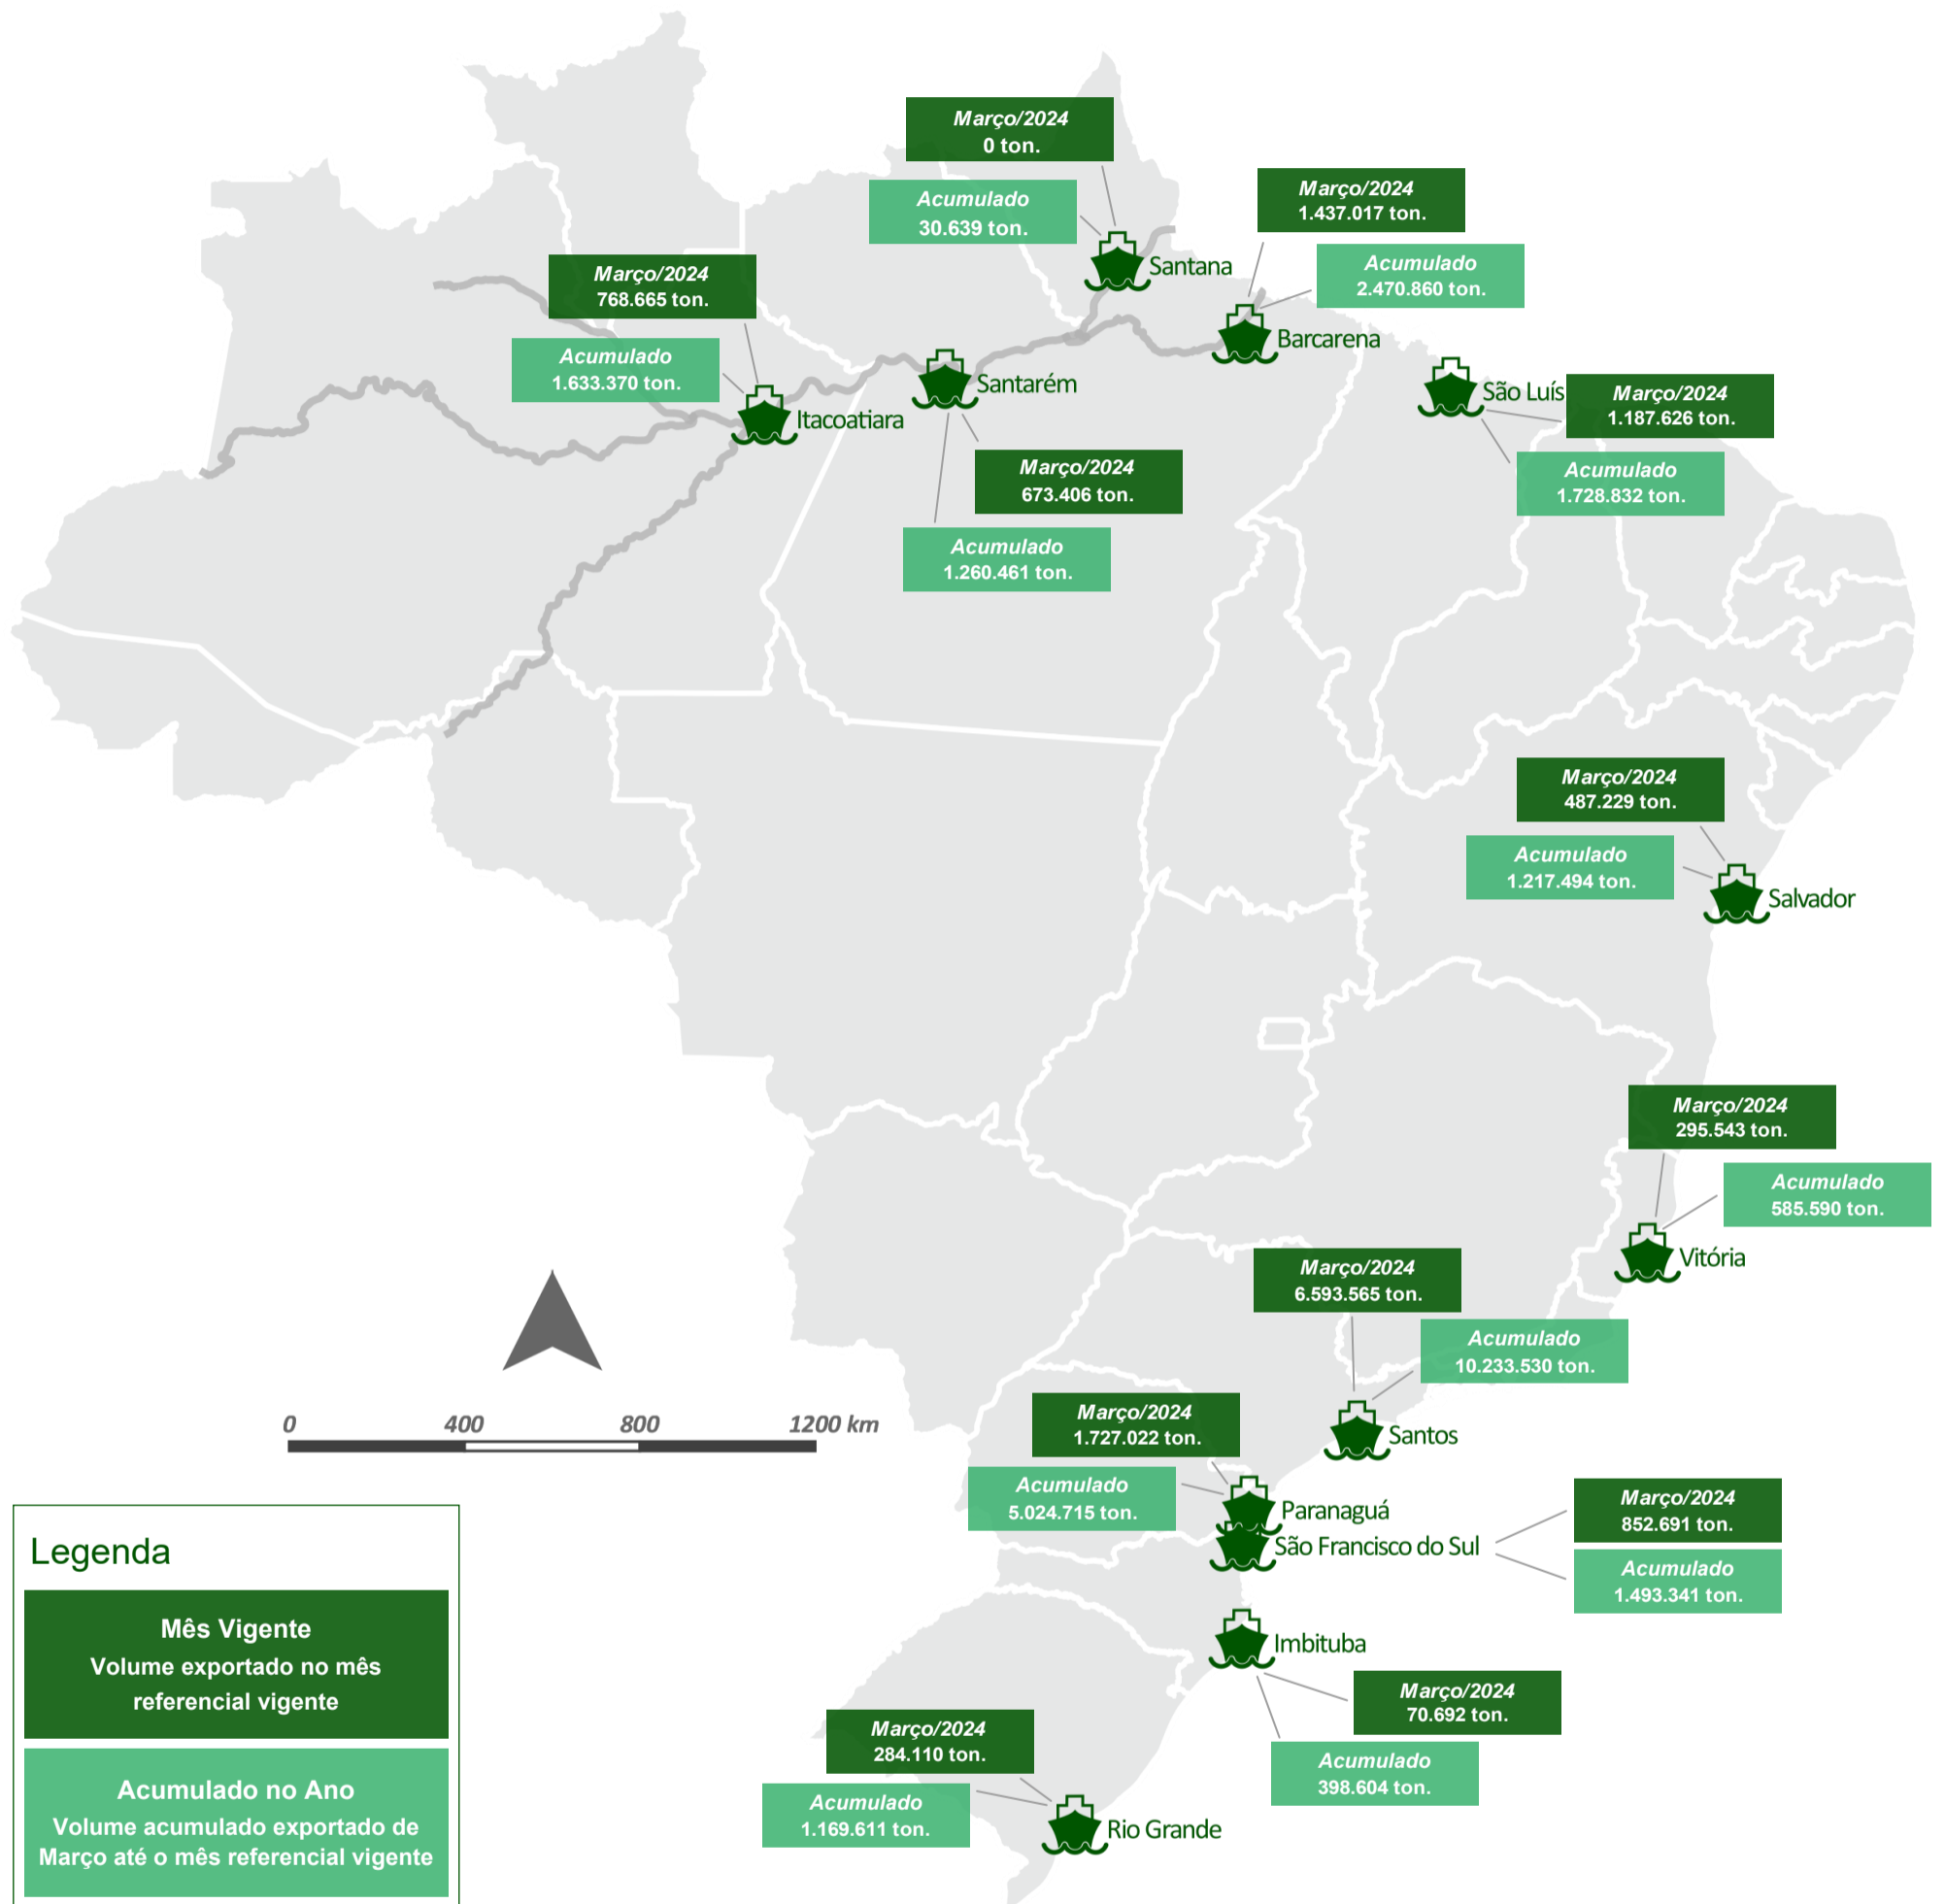 Março/2024
0 ton.
Acumulado
30.639 ton.
Santana
Março/2024
1.437.017 ton.
Acumulado
2.470.860 ton.
Barcarena
Março/2024
768.665 ton.
Acumulado
1.633.370 ton.
Itacoatiara
Santarém
Março/2024
673.406 ton.
Acumulado
1.260.461 ton.
São Luís
Março/2024
1.187.626 ton.
Acumulado
1.728.832 ton.
Março/2024
487.229 ton.
Acumulado
1.217.494 ton.
Salvador
Março/2024
295.543 ton.
Acumulado
585.590 ton.
Vitória
Março/2024
6.593.565 ton.
Acumulado
10.233.530 ton.
Santos
Março/2024
1.727.022 ton.
Acumulado
5.024.715 ton.
Paranaguá
São Francisco do Sul
Março/2024
852.691 ton.
Acumulado
1.493.341 ton.
Imbituba
Março/2024
70.692 ton.
Acumulado
398.604 ton.
Março/2024
284.110 ton.
Acumulado
1.169.611 ton.
Rio Grande
0 400 800 1200 km
Legenda
Mês Vigente
Volume exportado no mês
referencial vigente
Acumulado no Ano
Volume acumulado exportado de
Março até o mês referencial vigente